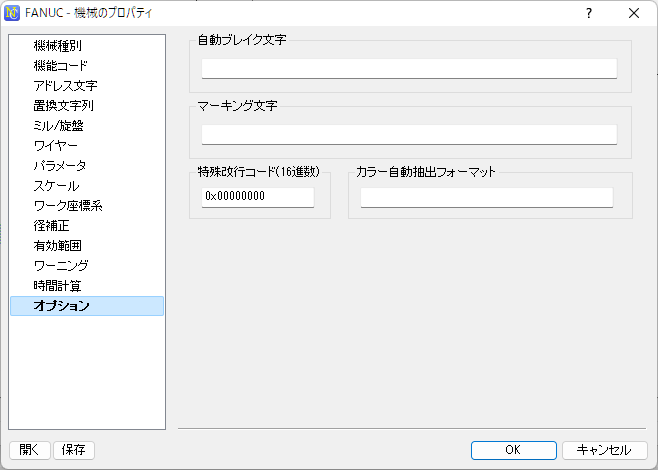 FANUC - 機械のプロパティ
機械種別
機能コード
アドレス文字
置換文字列
ミル/旋盤
ワイヤー
パラメータ
スケール
ワーク座標系
径補正
有効範囲
ワーニング
時間計算
オプション
自動ブレイク文字
マーキング文字
特殊改行コード(16進数)
カラー自動抽出フォーマット
0x00000000
開く
保存
OK
キャンセル